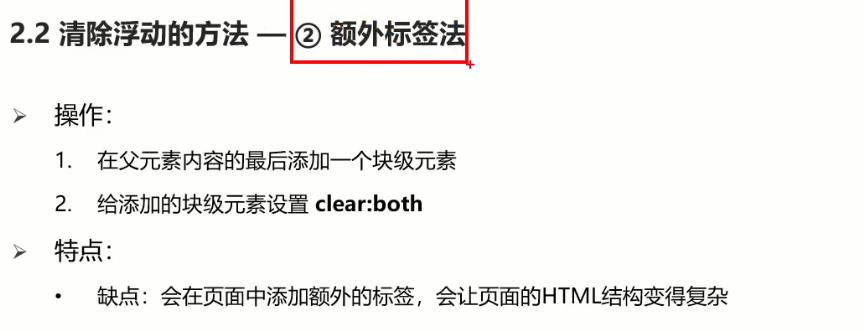 2.2 清除浮动的方法 — ② 额外标签法
➢ 操作：
1. 在父元素内容的最后添加一个块级元素
2. 给添加的块级元素设置 clear:both
➢ 特点：
• 缺点：会在页面中添加额外的标签，会让页面的HTML结构变得复杂